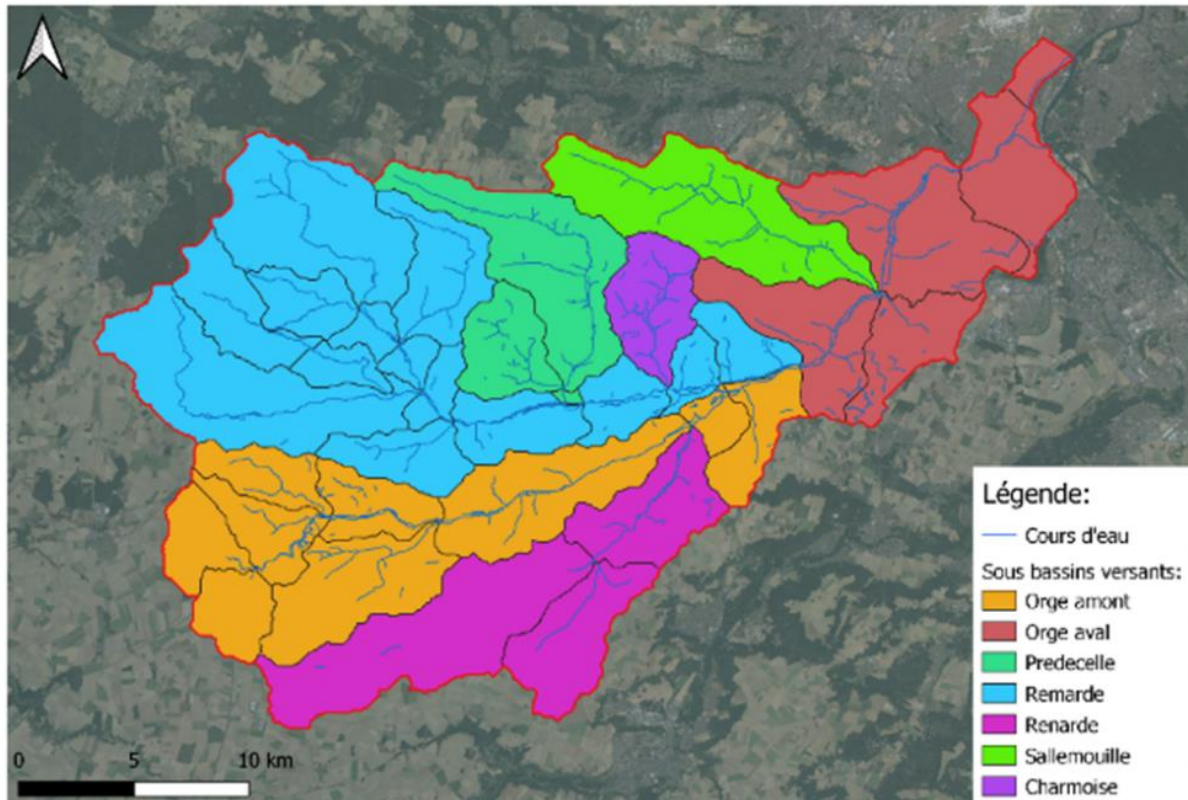 Légende:
Cours d'eau
Sous bassins versants:
Orge amont
Orge aval
Predecelle
Remarde
Renarde
Sallemouille
Charmoise
0 5 10 km